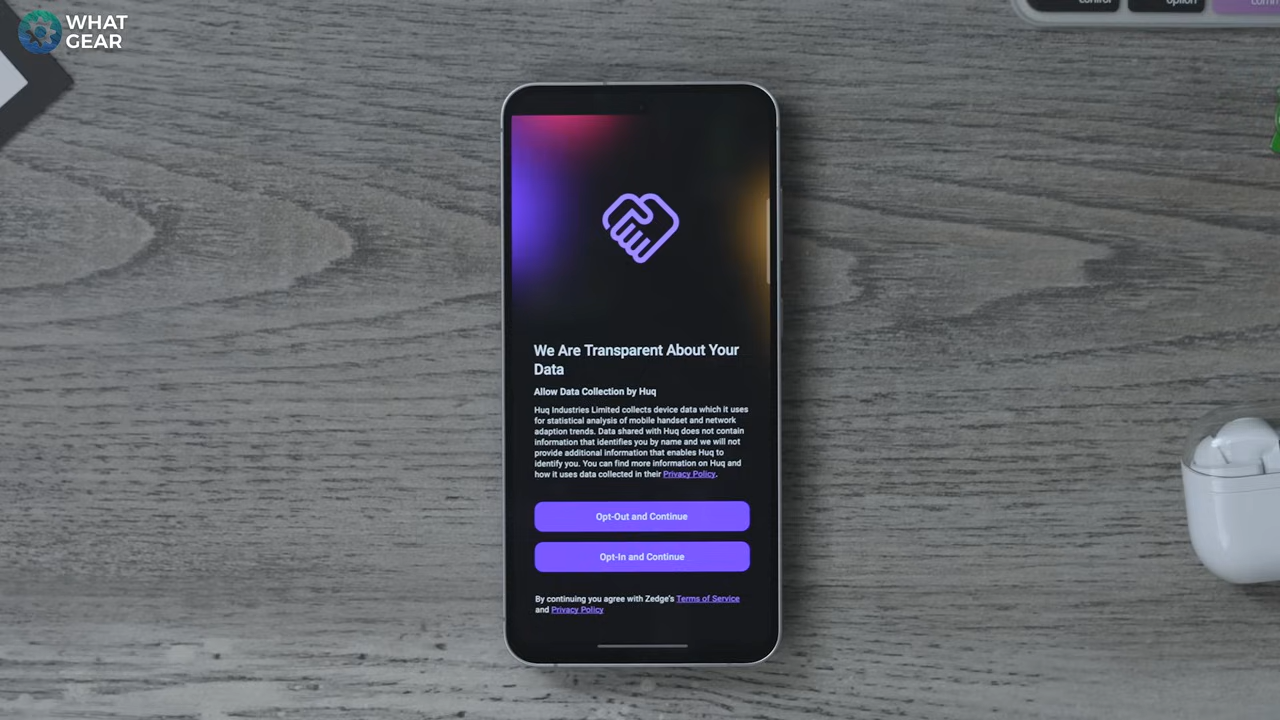 WHAT
GEAR
control
option
We Are Transparent About Your
Data
Allow Data Collection by Huq
Huq Industries Limited collects device data which it uses
for statistical analysis of mobile handset and network
adaption trends. Data shared with Huq does not contain
information that identifies you by name and we will not
provide additional information that enables Huq to
identify you. You can find more information on Huq and
how it uses data collected in their Privacy Policy.
Opt-Out and Continue
Opt-In and Continue
By continuing you agree with Zedge's Terms of Service
and Privacy Policy